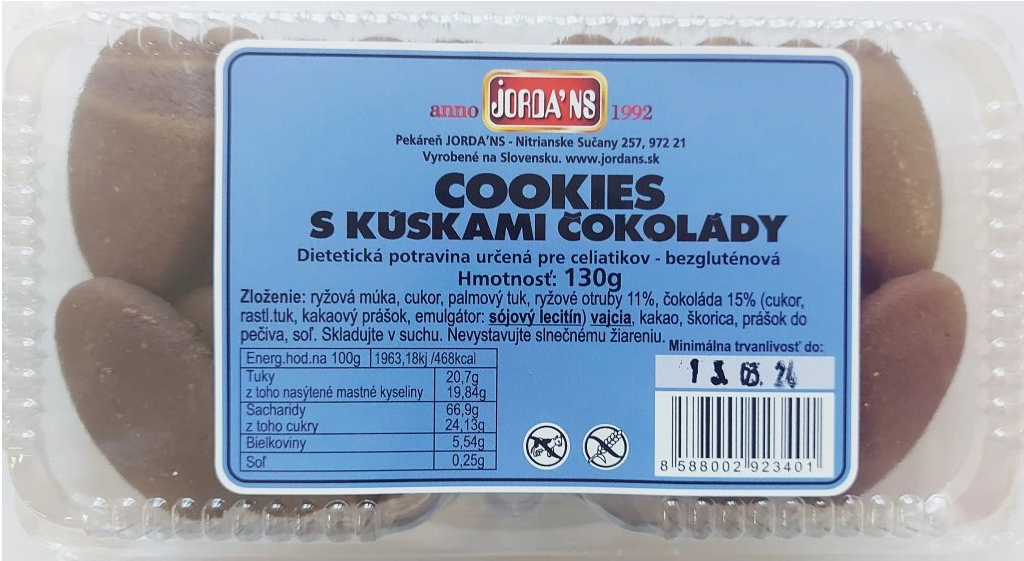 anno JORDA'NS 1992
Pekáreň JORDA'NS - Nitrianske Sučany 257, 972 21
Vyrobené na Slovensku. www.jordans.sk
COOKIES
S KÚSKAMI ČOKOLÁDY
Dietetická potravina určená pre celiatikov - bezgluténová
Hmotnosť: 130g
Zloženie: ryžová múka, cukor, palmový tuk, ryžové otruby 11%, čokoláda 15% (cukor,
rastl.tuk, kakaový prášok, emulgátor: sójový lecitín) vajcia, kakao, škorica, prášok do
pečiva, soľ. Skladujte v suchu. Nevystavujte slnečnému žiareniu.
Minimálna trvanlivosť do:
Energ.hod.na 100g 1963,18kj /468kcal
Tuky 20,7g
z toho nasýtené mastné kyseliny 19,84g
Sacharidy 66,9g
z toho cukry 24,13g
Bielkoviny 5,54g
Soľ 0,25g
8 588002 923401